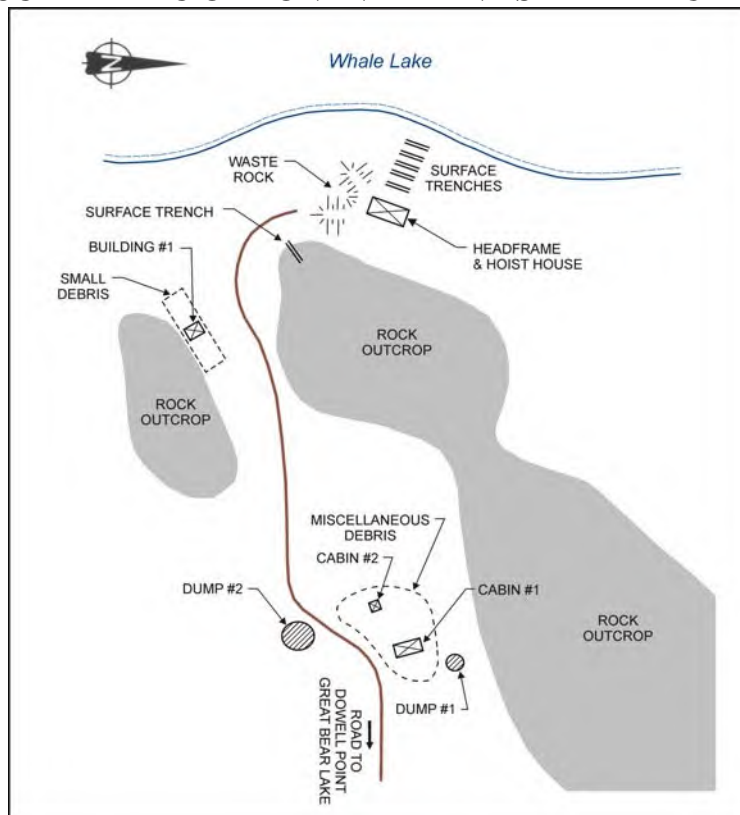 Whale Lake
N
WASTE
ROCK
SURFACE
TRENCHES
SURFACE TRENCH
BUILDING #1
HEADFRAME
& HOIST HOUSE
SMALL
DEBRIS
ROCK
OUTCROP
ROCK
OUTCROP
MISCELLANEOUS
DEBRIS
CABIN #2
DUMP #2
CABIN #1
ROCK
OUTCROP
DUMP #1
ROAD TO
DOWELL POINT
GREAT BEAR LAKE